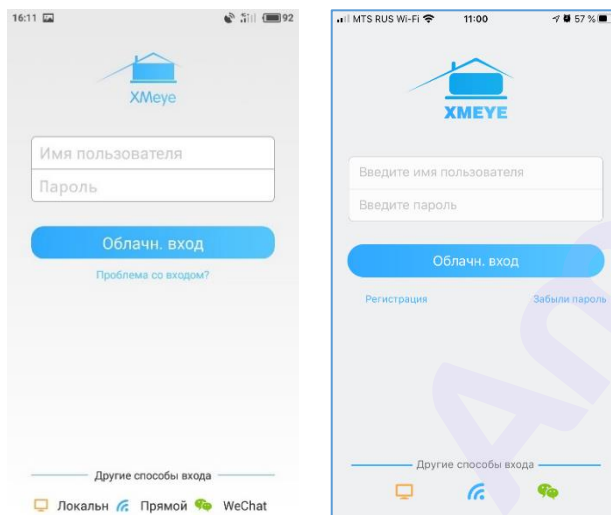 16:11
92
XMeye
Имя пользователя
Пароль
Облачн. вход
Проблема со входом?
Другие способы входа
Локальн
Прямой
WeChat
MTS RUS Wi-Fi
11:00
57 %
XMEYE
Введите имя пользователя
Введите пароль
Облачн. вход
Регистрация
Забыли пароль
Другие способы входа